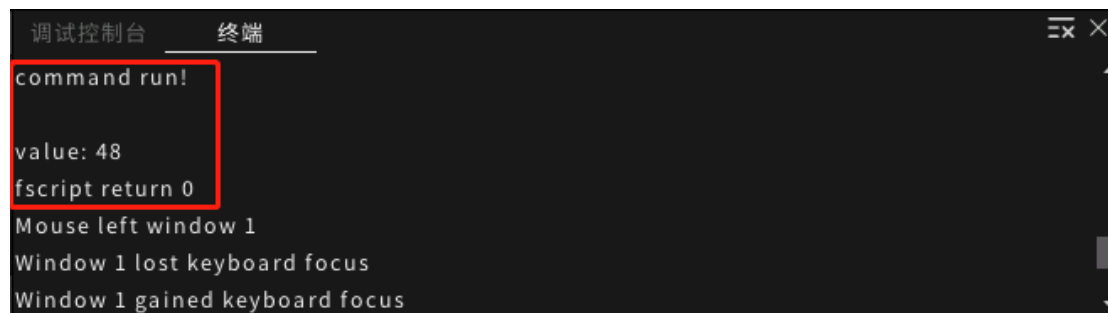 调试控制台 终端
command run!
value: 48
fscript return 0
Mouse left window 1
Window 1 lost keyboard focus
Window 1 gained keyboard focus